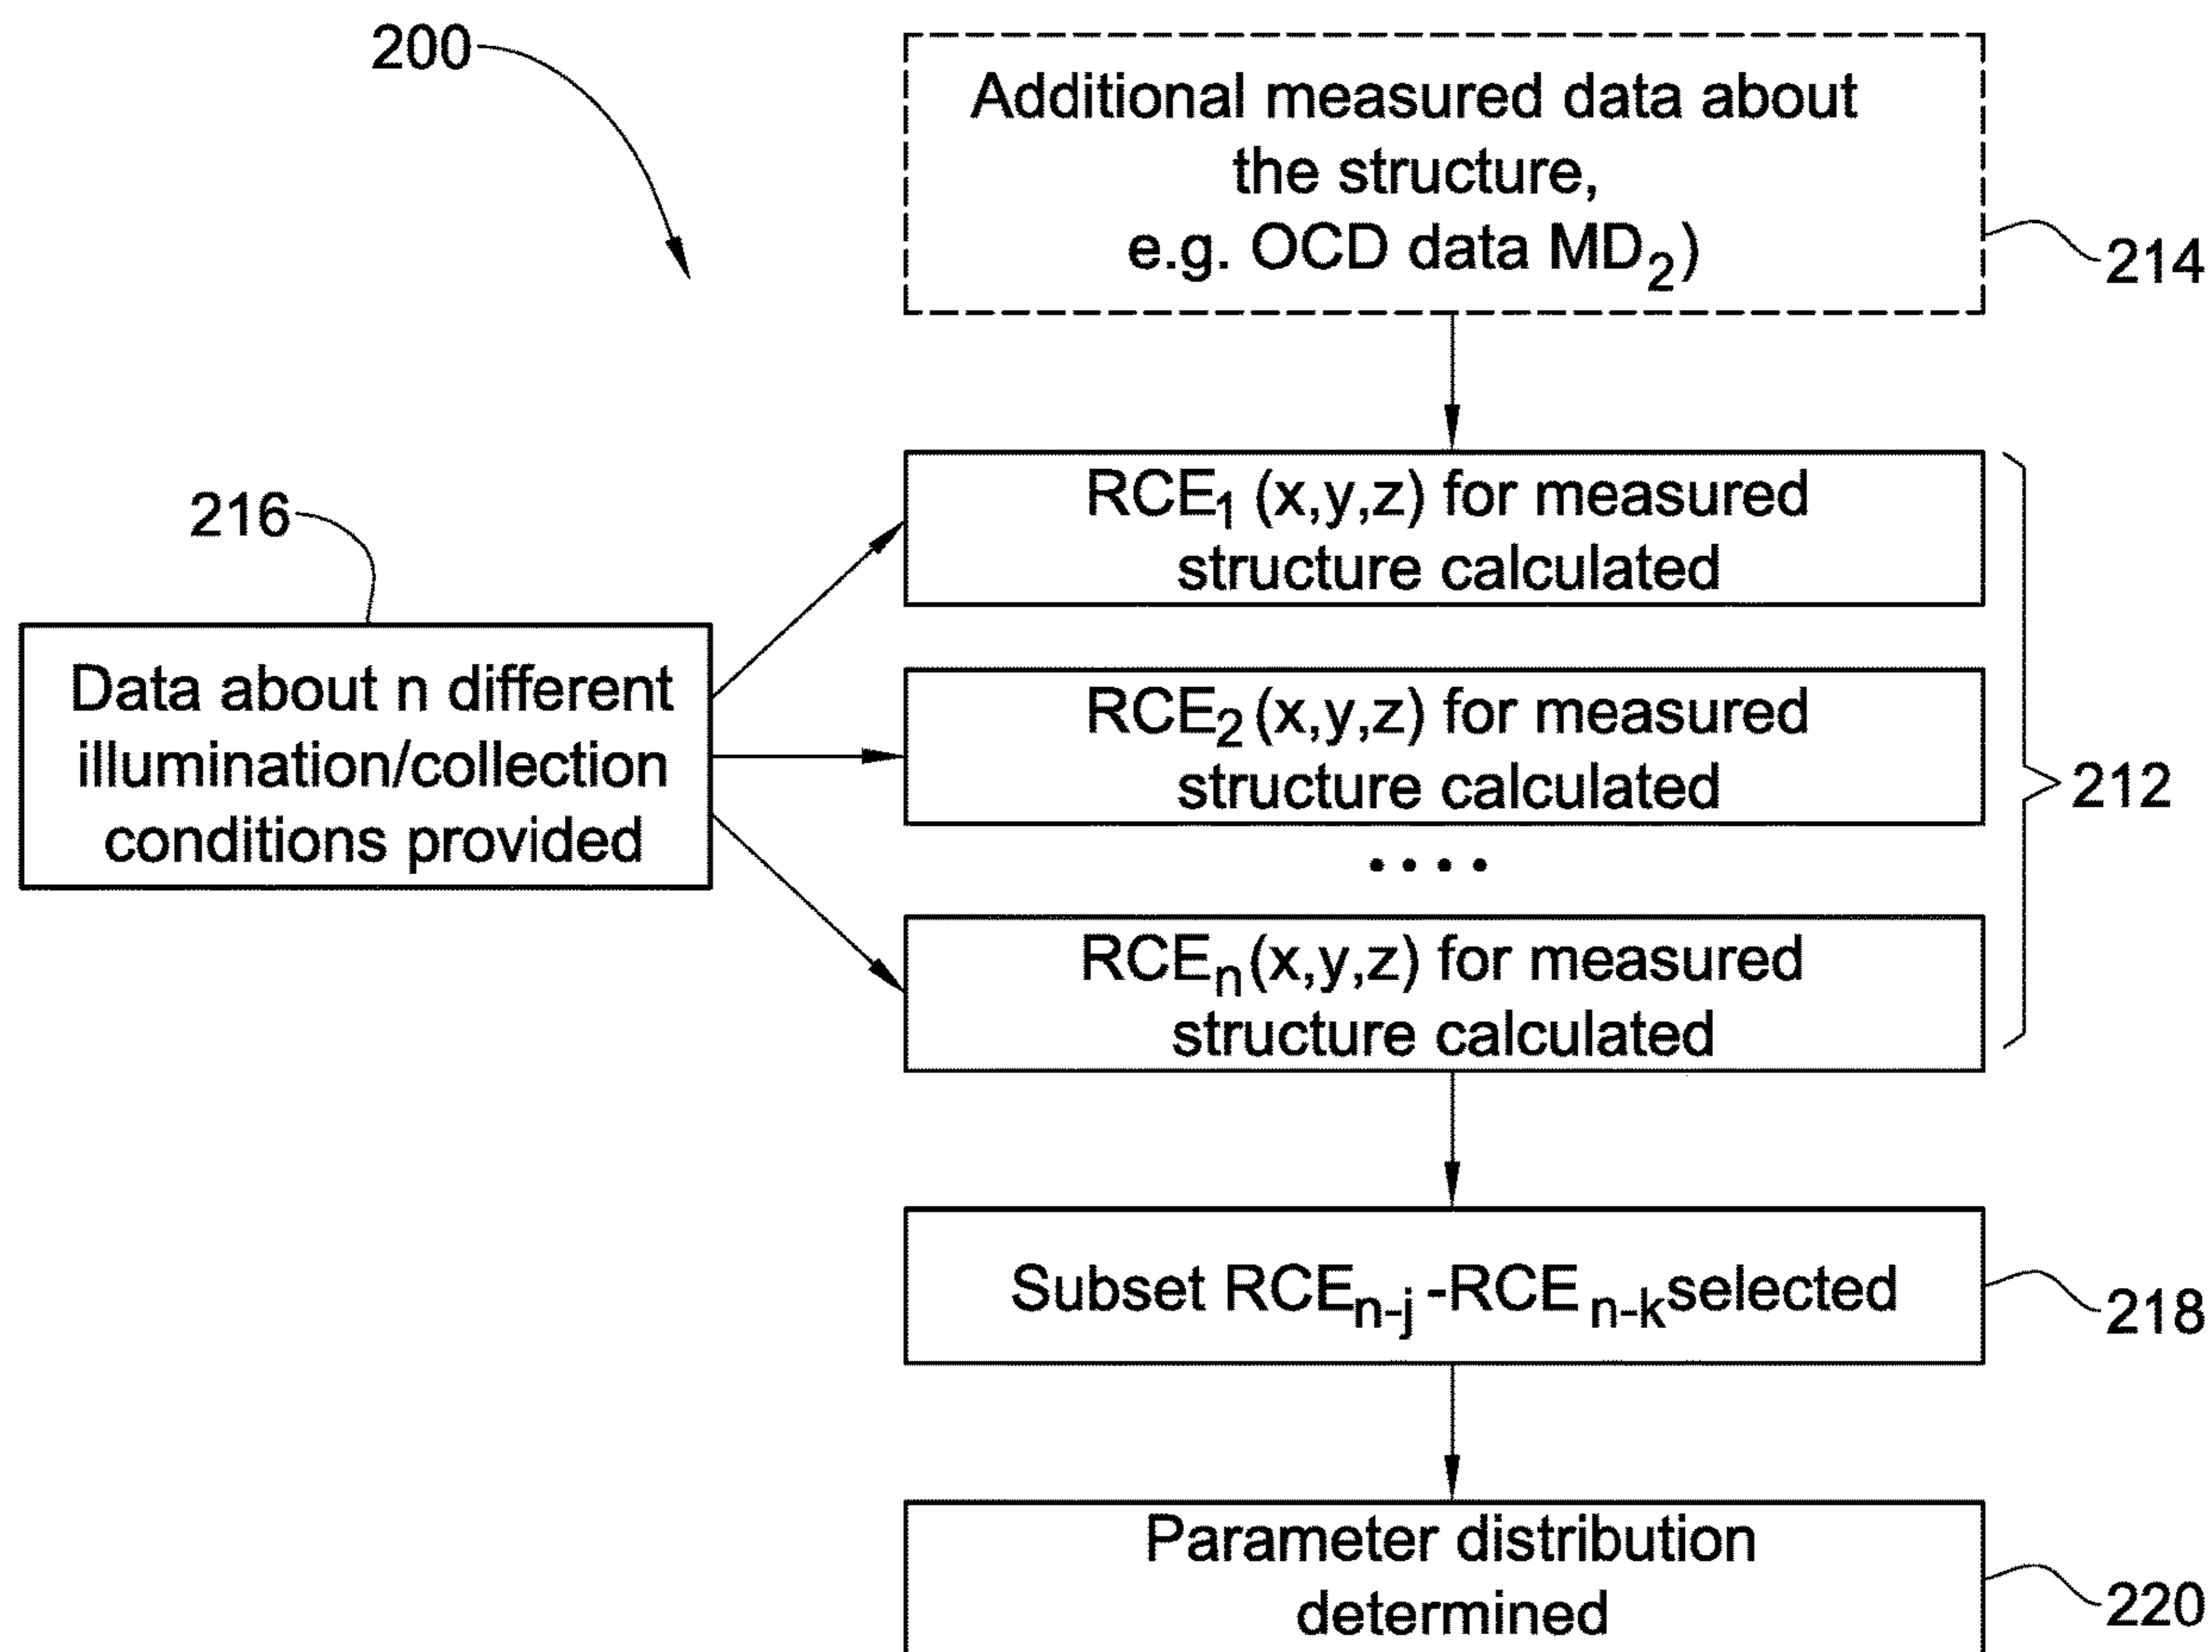 200
Additional measured data about
the structure,
e.g. OCD data MD₂)
214
RCE₁ (x,y,z) for measured
structure calculated
216
Data about n different
illumination/collection
conditions provided
RCE₂ (x,y,z) for measured
structure calculated
212
....
RCEₙ (x,y,z) for measured
structure calculated
Subset RCEₙ₋ⱼ -RCE ₙ₋ₖ selected
218
Parameter distribution
determined
220